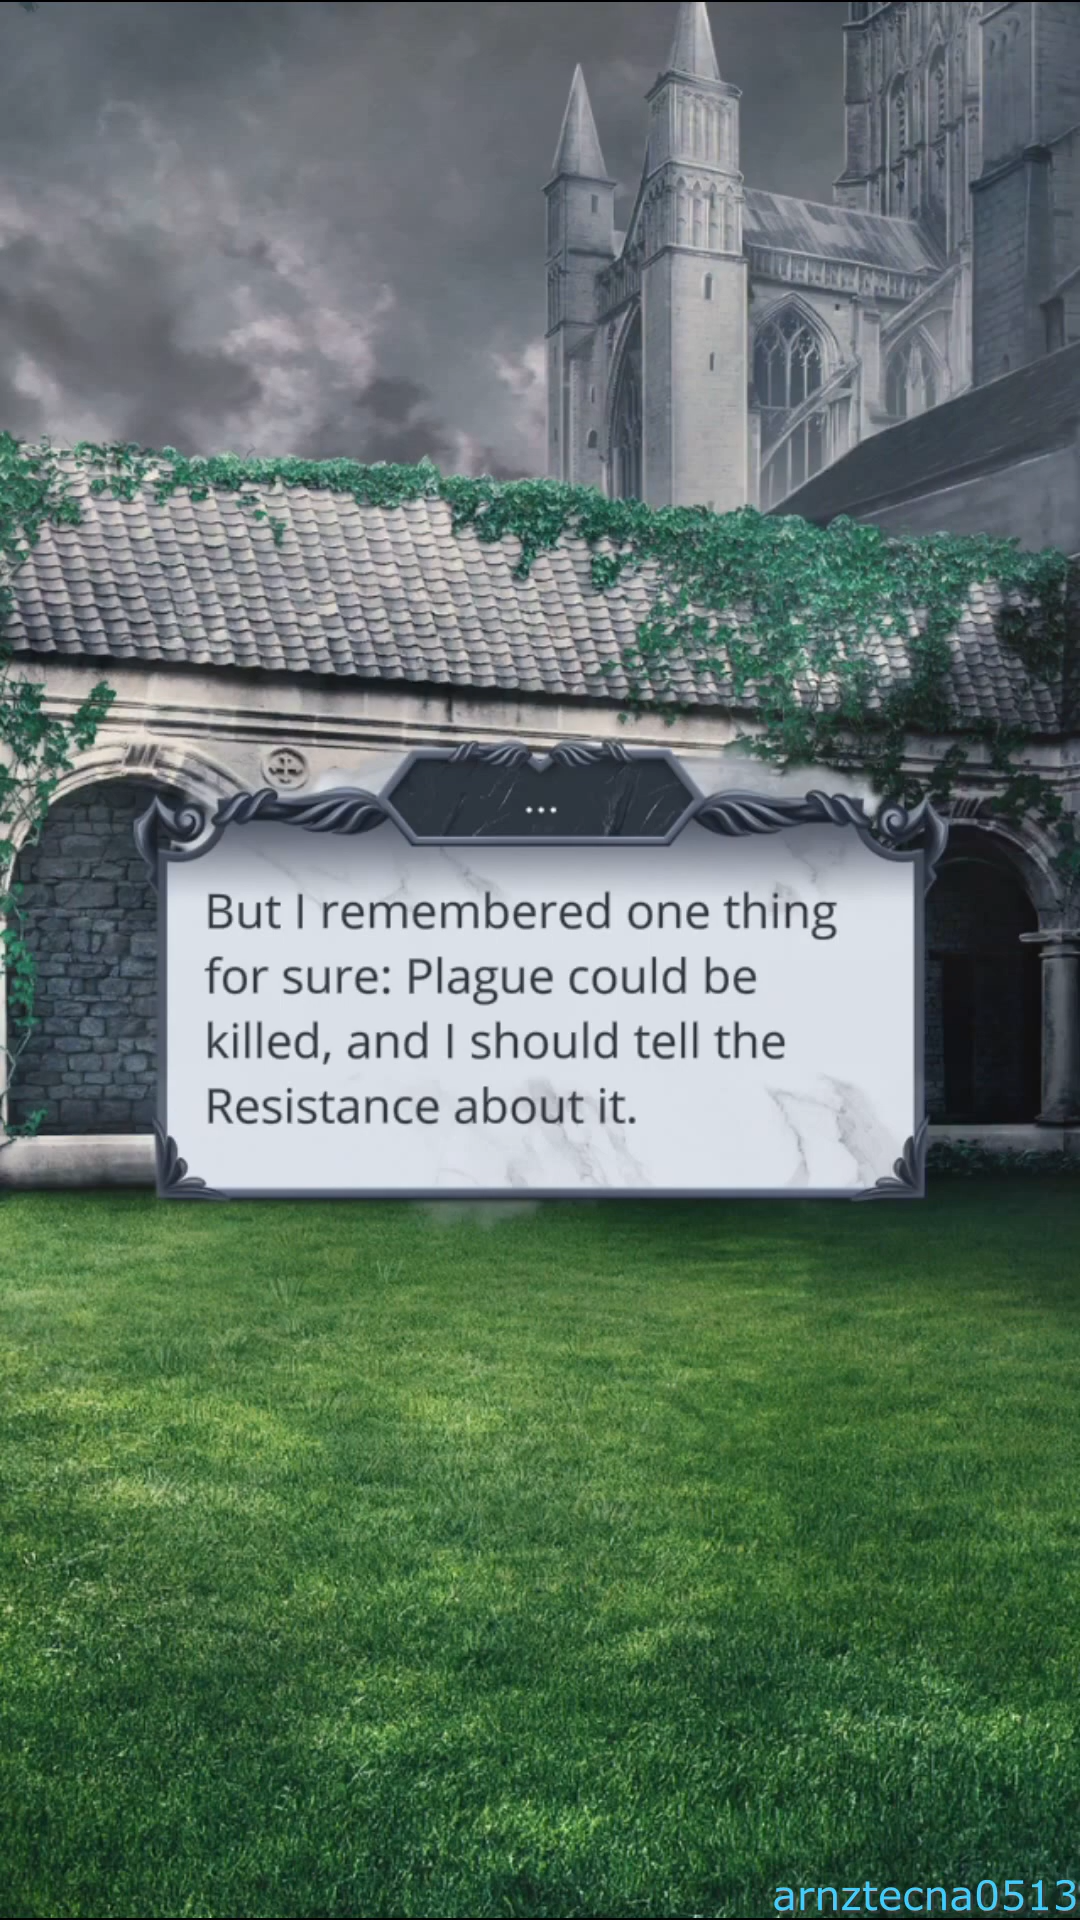 ...
But I remembered one thing
for sure: Plague could be
killed, and I should tell the
Resistance about it.
arnztecna0513